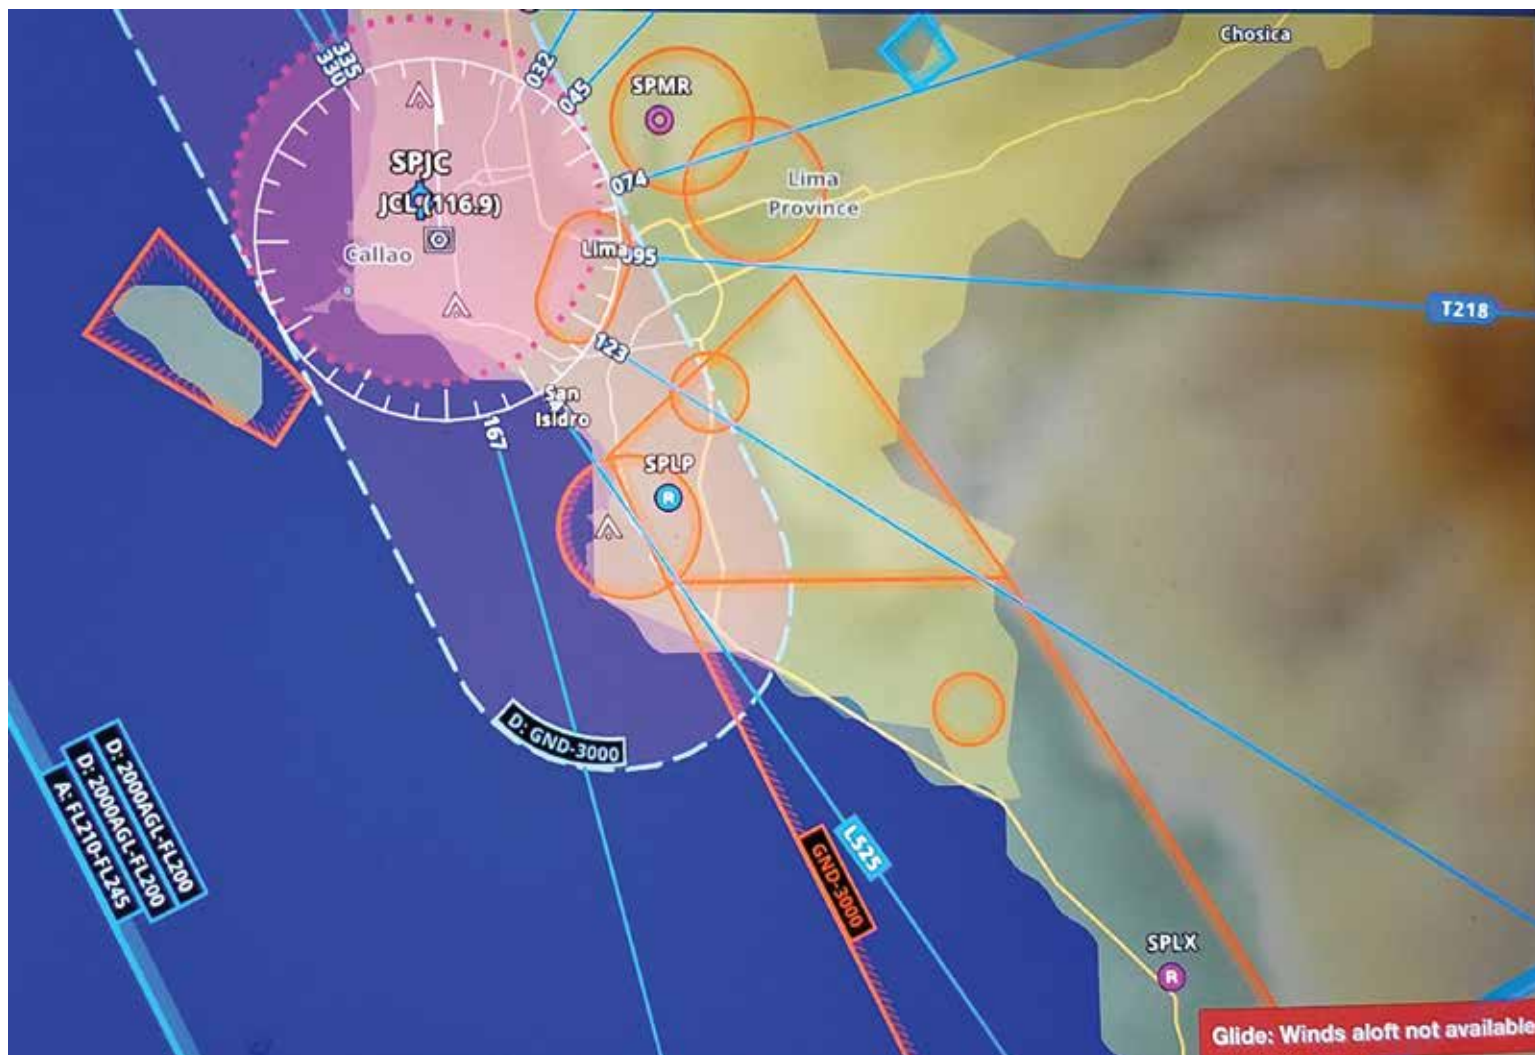 Chosica
335
330
032
045
SPMR
SPJC
JCL (116.9)
074
Lima
Province
Callao
Lima
095
T218
123
San
Isidro
167
SPLP
R
D: GND-3000
D: 2000AGL-FL200
D: 2000AGL-FL200
A: FL210-FL245
L525
GND-3000
SPLX
R
Glide: Winds aloft not available